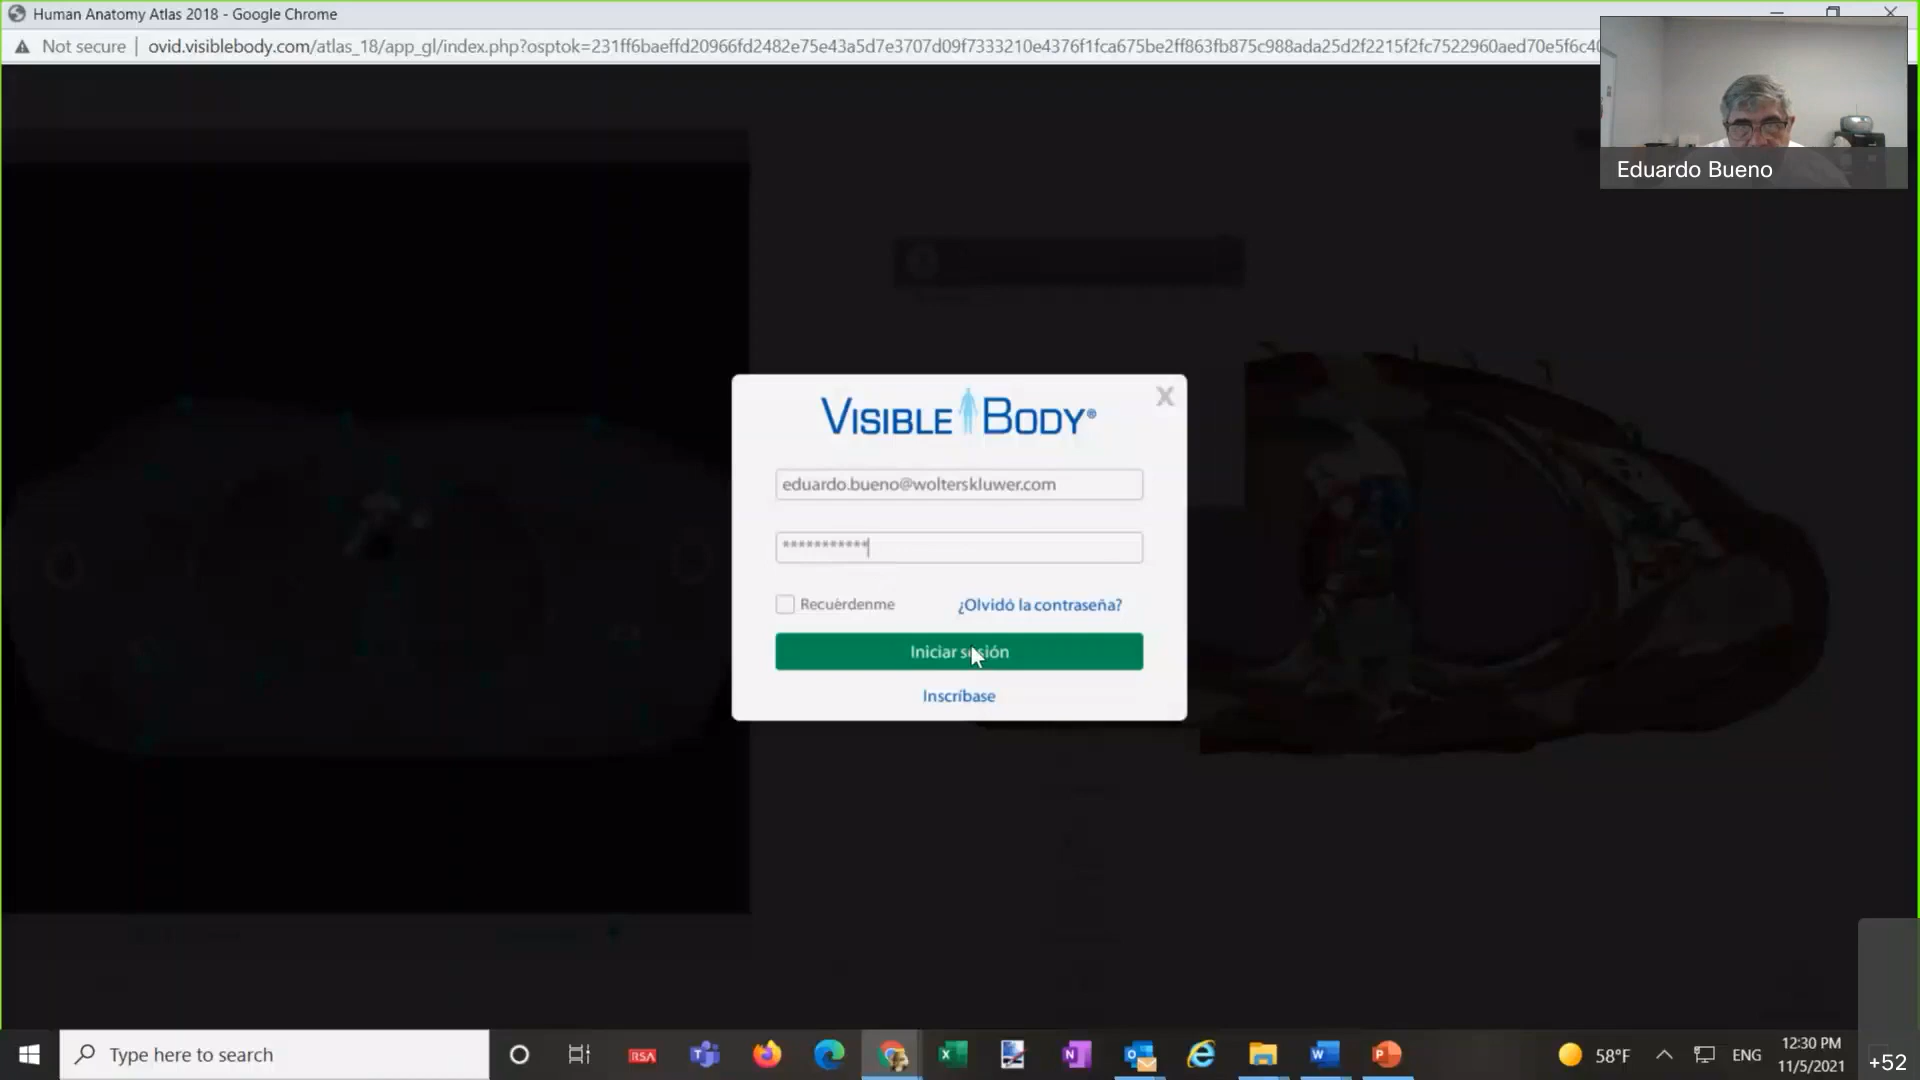 Human Anatomy Atlas 2018 - Google Chrome
Not secure | ovid.visiblebody.com/atlas_18/app_gl/index.php?osptok=231ff6baeffd20966fd2482e75e43a5d7e3707d09f7333210e4376f1fca675be2ff863fb875c988ada25d2f2215f2fc7522960aed70e5f6c40
Eduardo Bueno
VISIBLE BODY®
X
eduardo.bueno@wolterskluwer.com
***********
Recuérdenme
¿Olvidó la contraseña?
Iniciar sesión
Inscríbase
Type here to search
RSA
58°F
ENG
12:30 PM
11/5/2021
+52